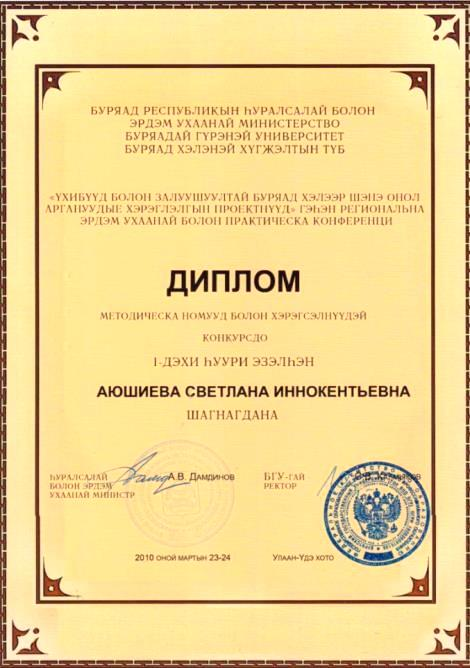 БУРЯАД РЕСПУБЛИКЫН ҺУРАЛСАЛАЙ БОЛОН
ЭРДЭМ УХААНАЙ МИНИСТЕРСТВО
БУРЯАДАЙ ГҮРЭНЭЙ УНИВЕРСИТЕТ
БУРЯАД ХЭЛЭНЭЙ ХҮГЖЭЛТЫН ТҮБ
«ҮХИБҮҮД БОЛОН ЗАЛУУШУУЛТАЙ БУРЯАД ХЭЛЭЭР ШЭНЭ ОНОЛ
АРГАНУУДЫЕ ХЭРЭГЛЭЛГЫН ПРОЕКТНҮҮД» ГЭҺЭН РЕГИОНАЛЬНА
ЭРДЭМ УХААНАЙ БОЛОН ПРАКТИЧЕСКА КОНФЕРЕНЦИ
ДИПЛОМ
МЕТОДИЧЕСКА НОМУУД БОЛОН ХЭРЭГСЭЛНҮҮДЭЙ
КОНКУРСДО
I-ДЭХИ ҺУУРИ ЭЗЭЛҺЭН
АЮШИЕВА СВЕТЛАНА ИННОКЕНТЬЕВНА
ШАГНАГДАНА
ҺУРАЛСАЛАЙ
БОЛОН ЭРДЭМ
УХААНАЙ МИНИСТР
А.В. ДАМДИНОВ
БГУ-ГАЙ
РЕКТОР
2010 ОНОЙ МАРТЫН 23-24
УЛААН-ҮДЭ ХОТО